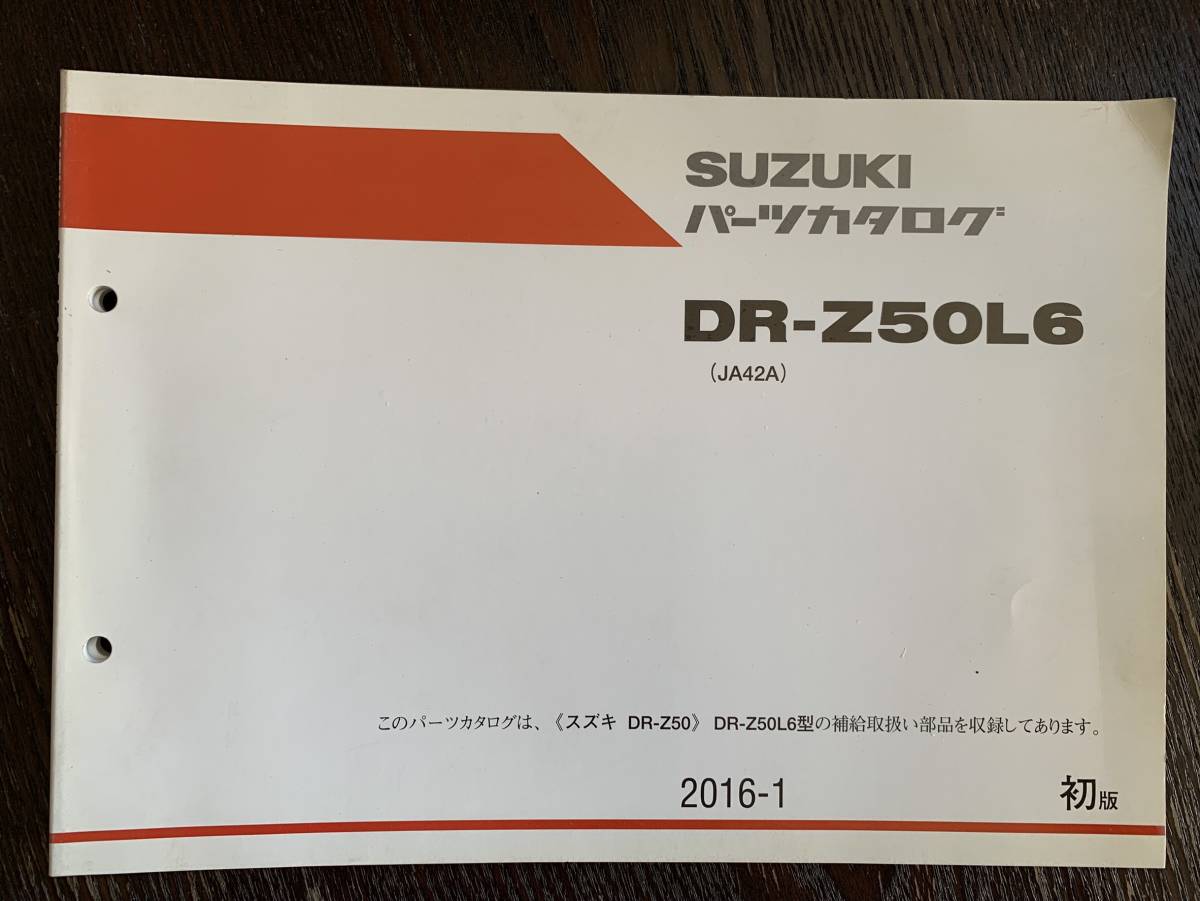 SUZUKI
パーツカタログ
DR-Z50L6
（JA42A）
このパーツカタログは、《スズキ DR-Z50》 DR-Z50L6型の補給取扱い部品を収録してあります。
2016-1 初版